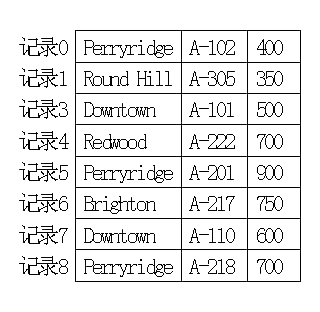 记录0 Perryridge A-102 400
记录1 Round Hill A-305 350
记录3 Downtown A-101 500
记录4 Redwood A-222 700
记录5 Perryridge A-201 900
记录6 Brighton A-217 750
记录7 Downtown A-110 600
记录8 Perryridge A-218 700